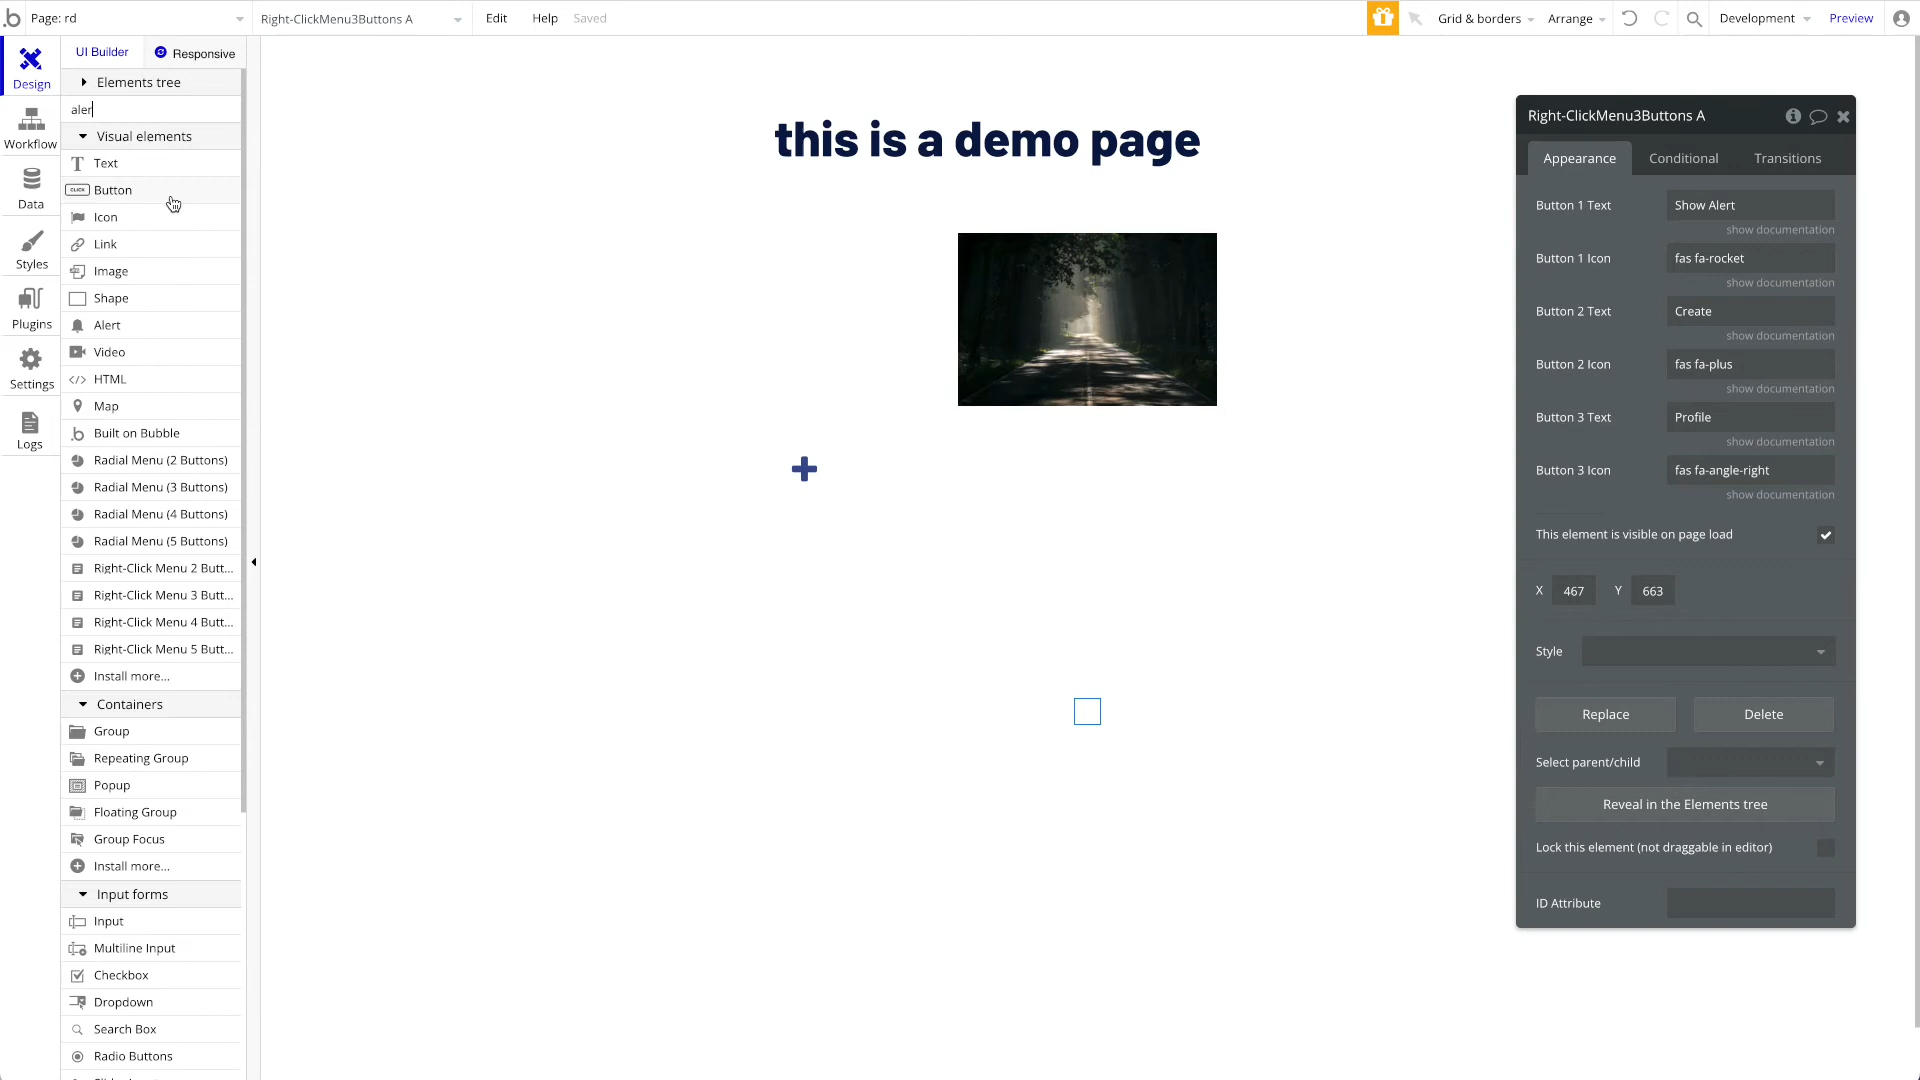 Page: rd
Right-ClickMenu3Buttons A
Edit
Help
Saved
Grid & borders
Arrange
Development
Preview
UI Builder
Responsive
Design
Workflow
Data
Styles
Plugins
Settings
Logs
Elements tree
aler
Visual elements
Text
CLICK
Button
Icon
Link
Image
Shape
Alert
Video
HTML
Map
Built on Bubble
Radial Menu (2 Buttons)
Radial Menu (3 Buttons)
Radial Menu (4 Buttons)
Radial Menu (5 Buttons)
Right-Click Menu 2 Butt...
Right-Click Menu 3 Butt...
Right-Click Menu 4 Butt...
Right-Click Menu 5 Butt...
Install more...
Containers
Group
Repeating Group
Popup
Floating Group
Group Focus
Install more...
Input forms
Input
Multiline Input
Checkbox
Dropdown
Search Box
Radio Buttons
this is a demo page
Right-ClickMenu3Buttons A
Appearance
Conditional
Transitions
Button 1 Text
Show Alert
show documentation
Button 1 Icon
fas fa-rocket
show documentation
Button 2 Text
Create
show documentation
Button 2 Icon
fas fa-plus
show documentation
Button 3 Text
Profile
show documentation
Button 3 Icon
fas fa-angle-right
show documentation
This element is visible on page load
X 467 Y 663
Style
Replace
Delete
Select parent/child
Reveal in the Elements tree
Lock this element (not draggable in editor)
ID Attribute